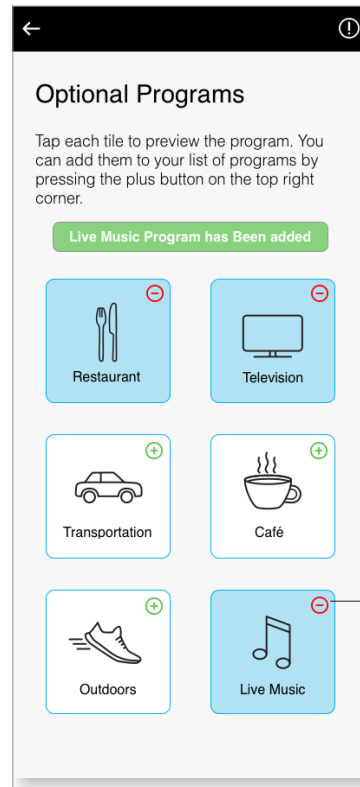 Optional Programs
Tap each tile to preview the program. You
can add them to your list of programs by
pressing the plus button on the top right
corner.
Live Music Program has Been added
Restaurant
Television
Transportation
Café
Outdoors
Live Music